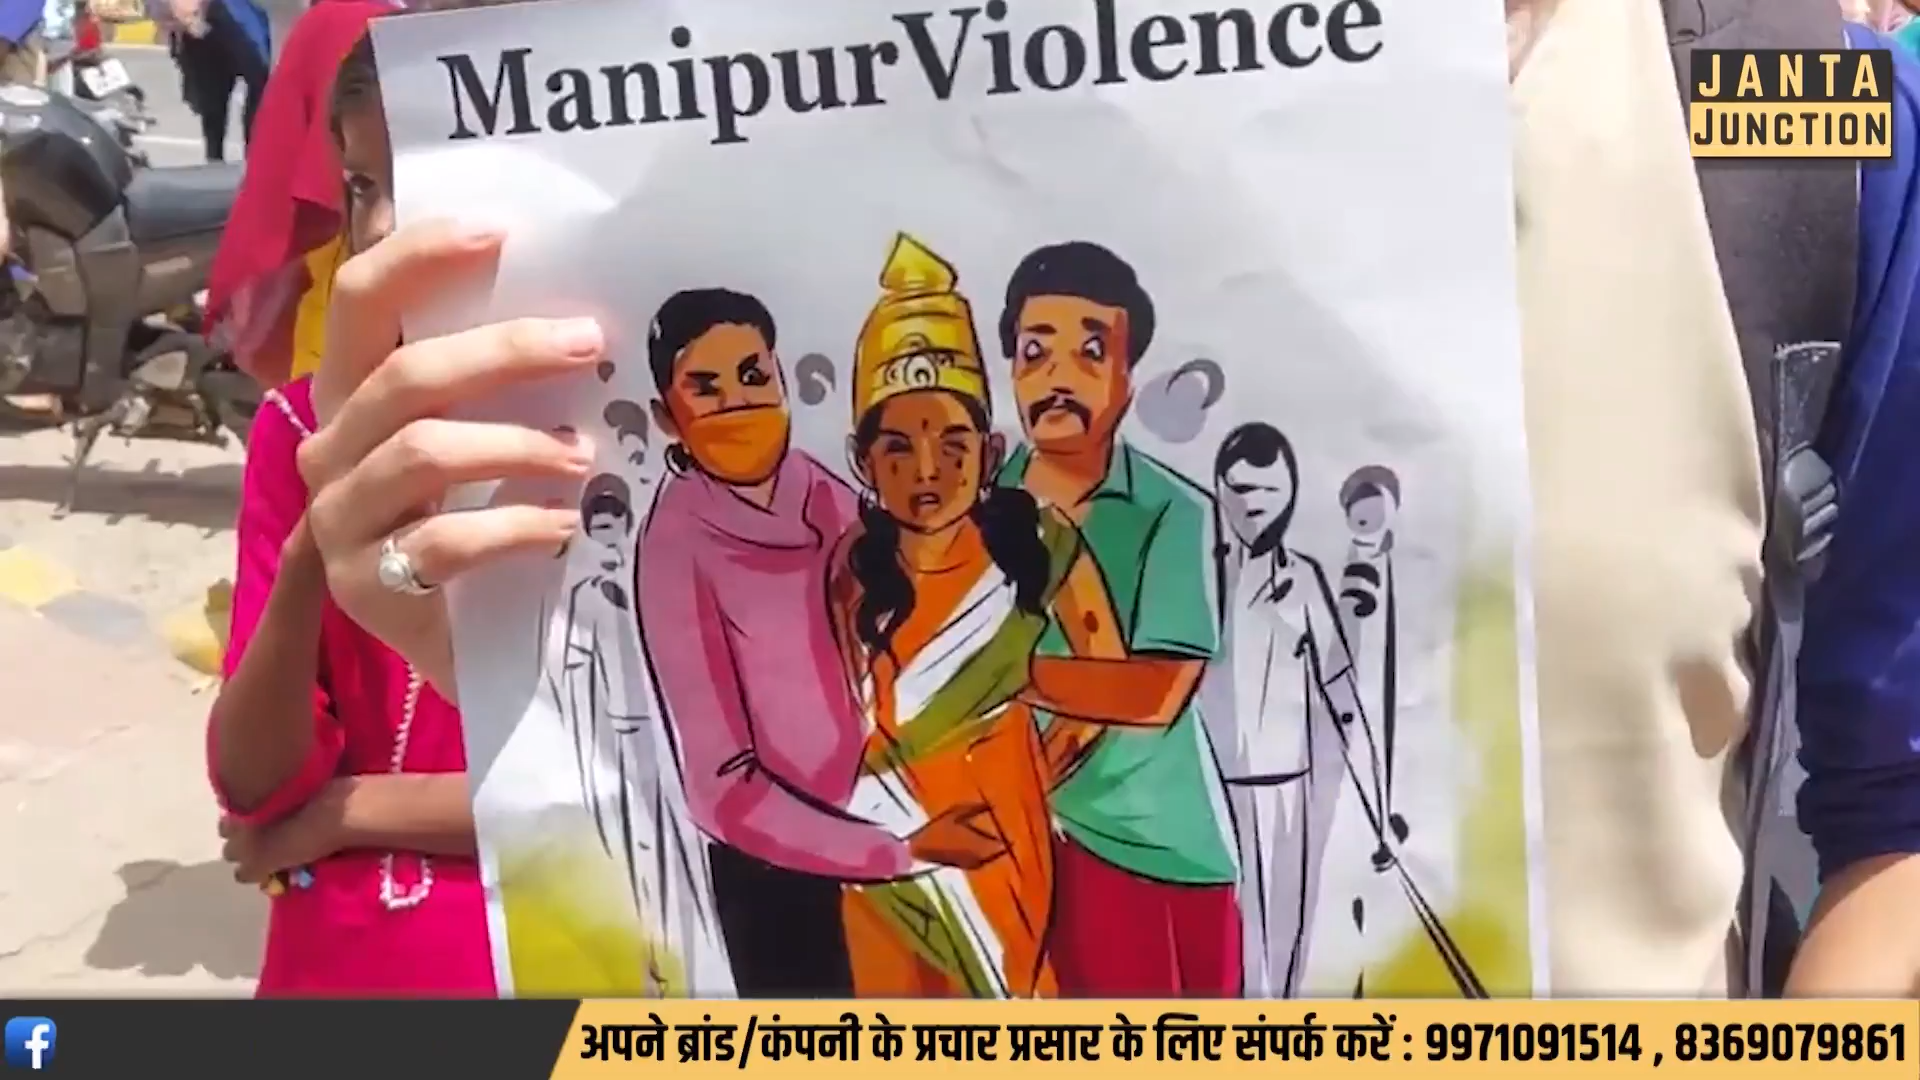 ManipurViolence
JANTA
JUNCTION
अपने ब्रांड/कंपनी के प्रचार प्रसार के लिए संपर्क करें : 9971091514 , 8369079861